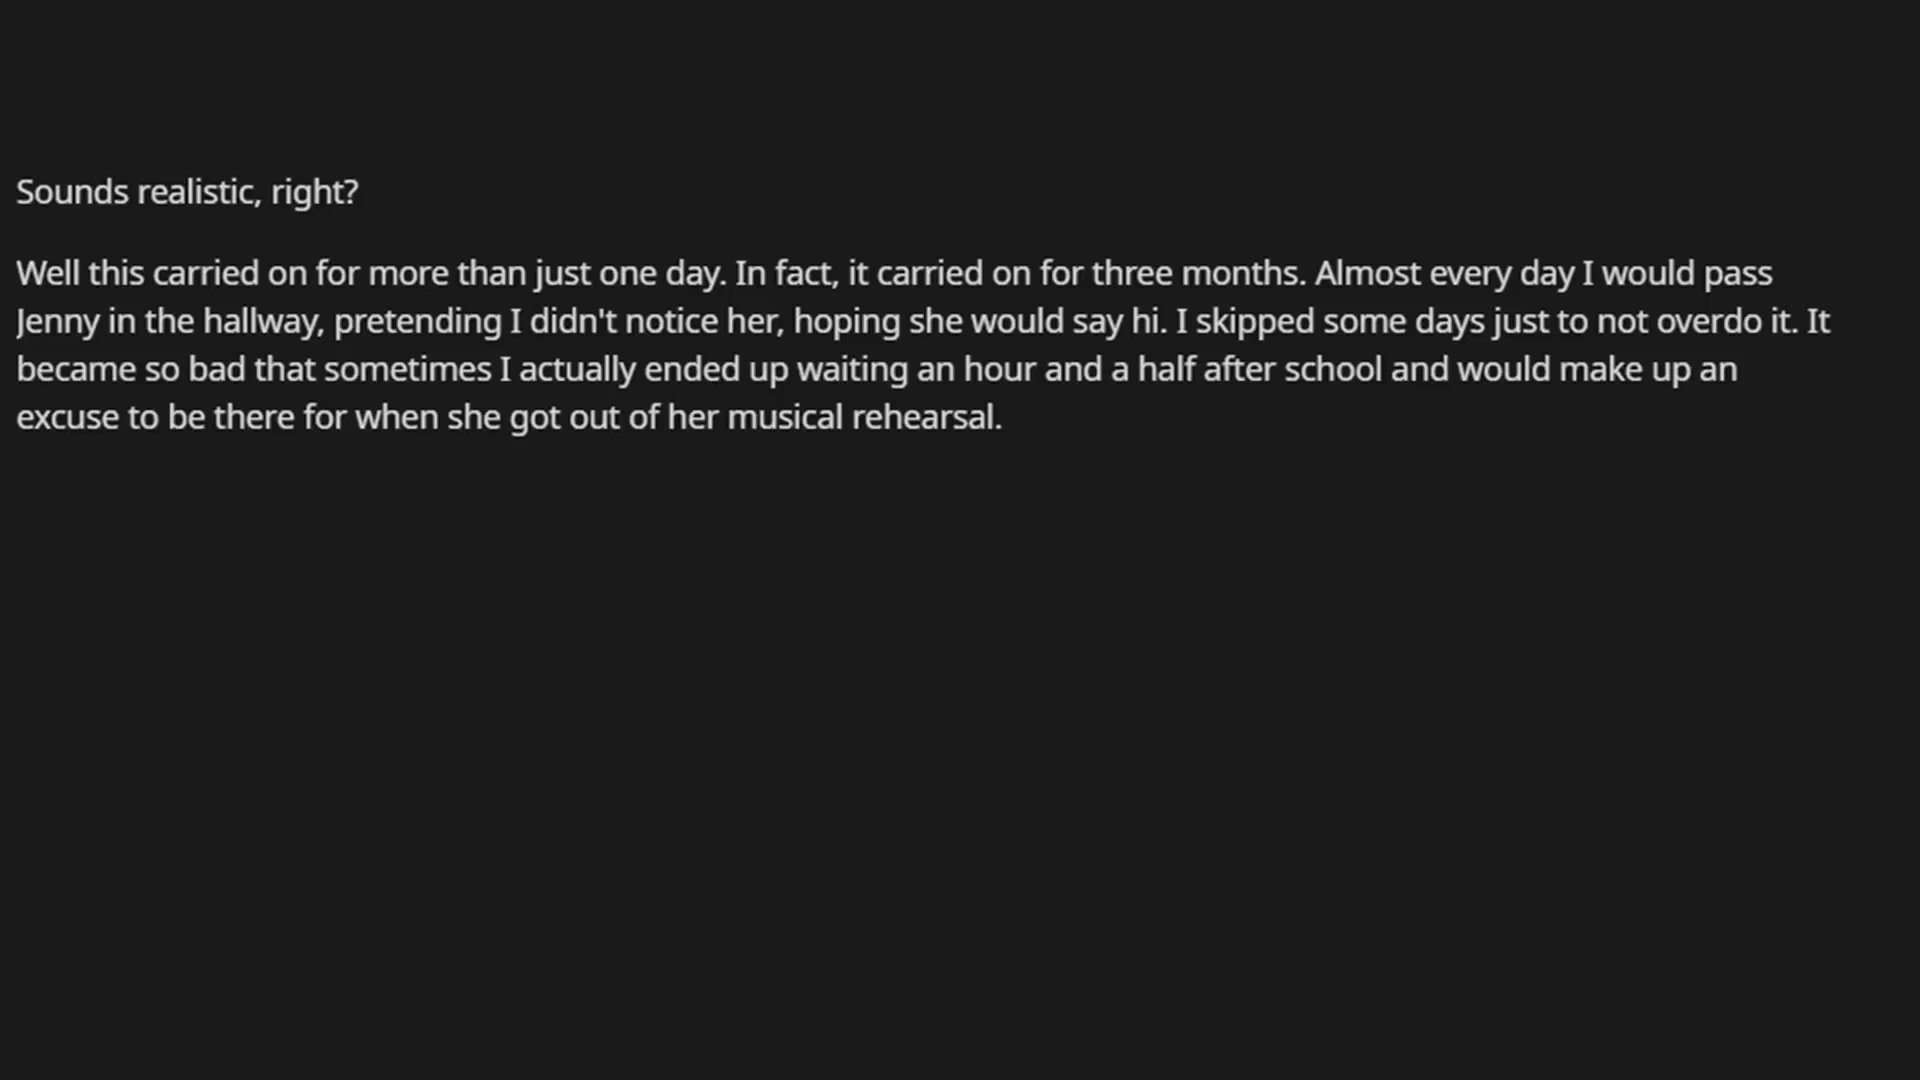 Sounds realistic, right?
Well this carried on for more than just one day. In fact, it carried on for three months. Almost every day I would pass
Jenny in the hallway, pretending I didn't notice her, hoping she would say hi. I skipped some days just to not overdo it. It
became so bad that sometimes I actually ended up waiting an hour and a half after school and would make up an
excuse to be there for when she got out of her musical rehearsal.